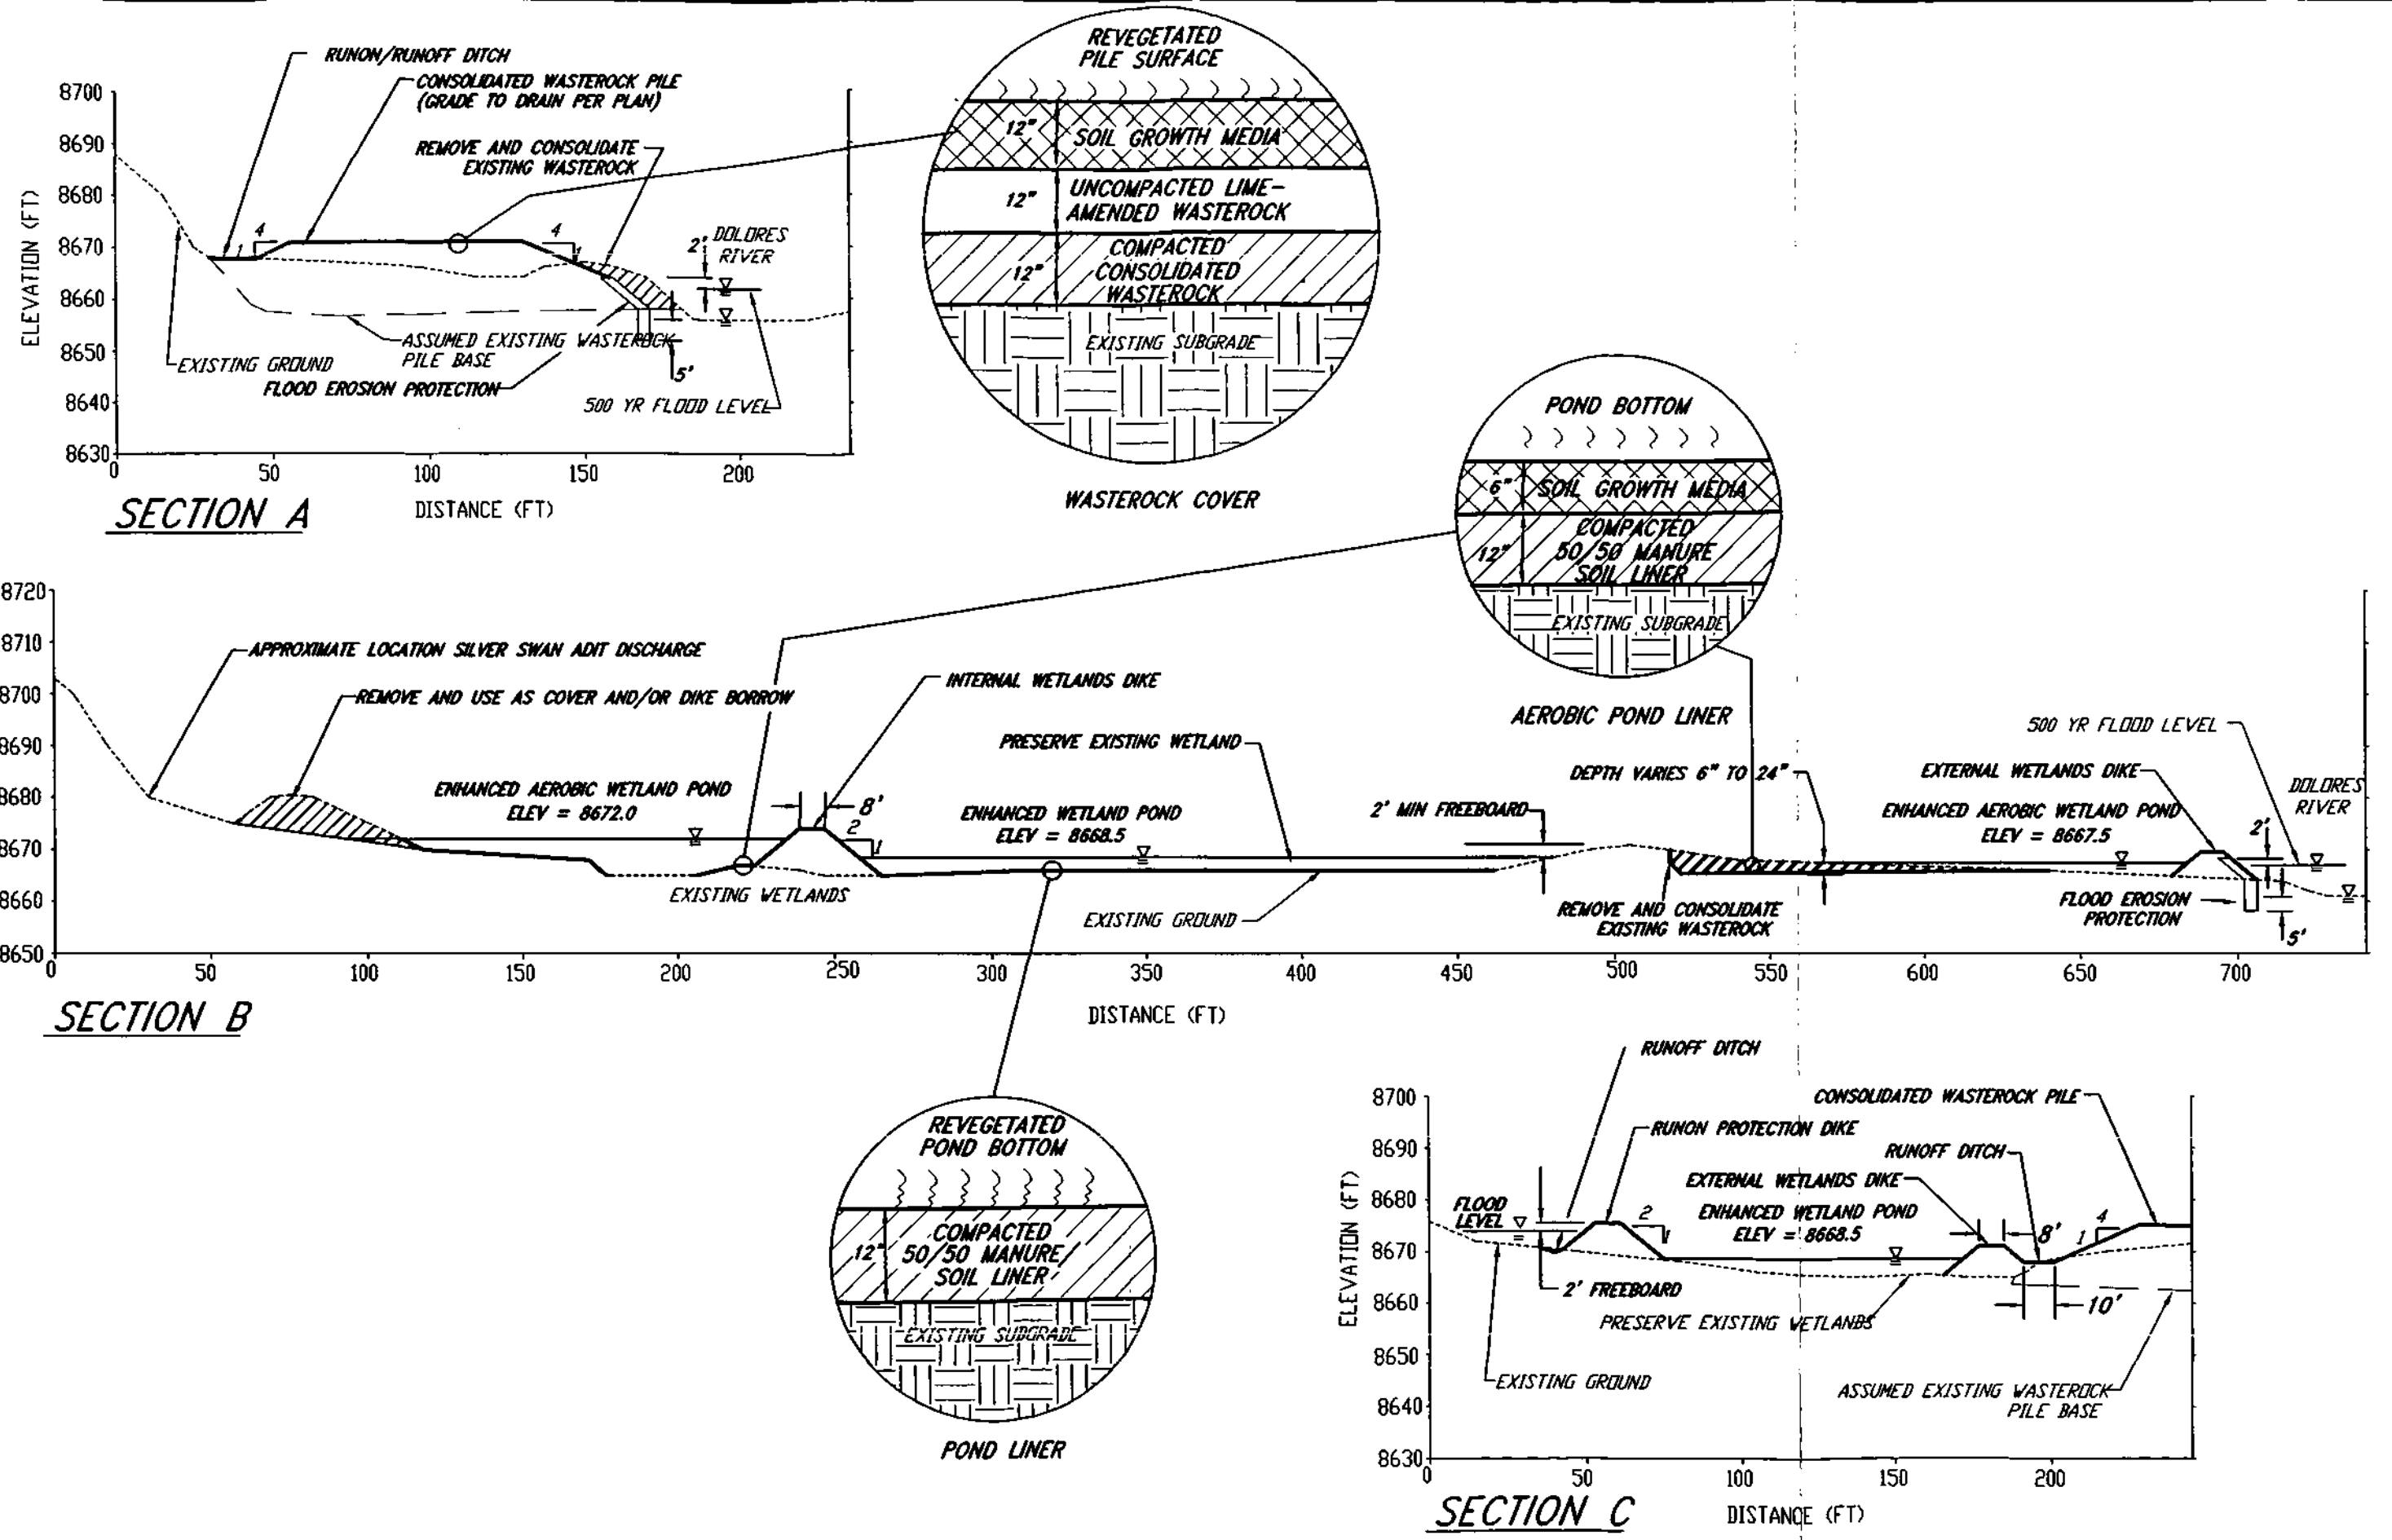 RUNON/RUNOFF DITCH
CONSOLIDATED WASTEROCK PILE
(GRADE TO DRAIN PER PLAN)
REMOVE AND CONSOLIDATE
EXISTING WASTEROCK
8700
8690
8680
8670
8660
8650
8640
8630
ELEVATION (FT)
1
4
4
1
2'
DOLORES
RIVER
ASSUMED EXISTING WASTEROCK
PILE BASE
EXISTING GROUND
FLOOD EROSION PROTECTION
5'
500 YR FLOOD LEVEL
0
50
100
150
200
SECTION A
DISTANCE (FT)
REVEGETATED
PILE SURFACE
12"
SOIL GROWTH MEDIA
12"
UNCOMPACTED LIME-
AMENDED WASTEROCK
12"
COMPACTED
CONSOLIDATED
WASTEROCK
EXISTING SUBGRADE
WASTEROCK COVER
POND BOTTOM
6"
SOIL GROWTH MEDIA
12"
COMPACTED
50/50 MANURE
SOIL LINER
EXISTING SUBGRADE
AEROBIC POND LINER
8720
8710
8700
8690
8680
8670
8660
8650
APPROXIMATE LOCATION SILVER SWAN ADIT DISCHARGE
REMOVE AND USE AS COVER AND/OR DIKE BORROW
INTERNAL WETLANDS DIKE
PRESERVE EXISTING WETLAND
ENHANCED AEROBIC WETLAND POND
ELEV = 8672.0
8'
2
1
ENHANCED WETLAND POND
ELEV = 8668.5
2' MIN FREEBOARD
DEPTH VARIES 6" TO 24"
500 YR FLOOD LEVEL
EXTERNAL WETLANDS DIKE
ENHANCED AEROBIC WETLAND POND
ELEV = 8667.5
2'
DOLORES
RIVER
EXISTING WETLANDS
EXISTING GROUND
REMOVE AND CONSOLIDATE
EXISTING WASTEROCK
FLOOD EROSION
PROTECTION
5'
0
50
100
150
200
250
300
350
400
450
500
550
600
650
700
SECTION B
DISTANCE (FT)
REVEGETATED
POND BOTTOM
12"
COMPACTED
50/50 MANURE
SOIL LINER
EXISTING SUBGRADE
POND LINER
RUNOFF DITCH
8700
8690
8680
8670
8660
8650
8640
8630
ELEVATION (FT)
CONSOLIDATED WASTEROCK PILE
RUNON PROTECTION DIKE
RUNOFF DITCH
EXTERNAL WETLANDS DIKE
FLOOD
LEVEL
2
1
ENHANCED WETLAND POND
ELEV = 8668.5
8'
4
1
2' FREEBOARD
10'
PRESERVE EXISTING WETLANDS
EXISTING GROUND
ASSUMED EXISTING WASTEROCK
PILE BASE
0
50
100
150
200
SECTION C
DISTANCE (FT)